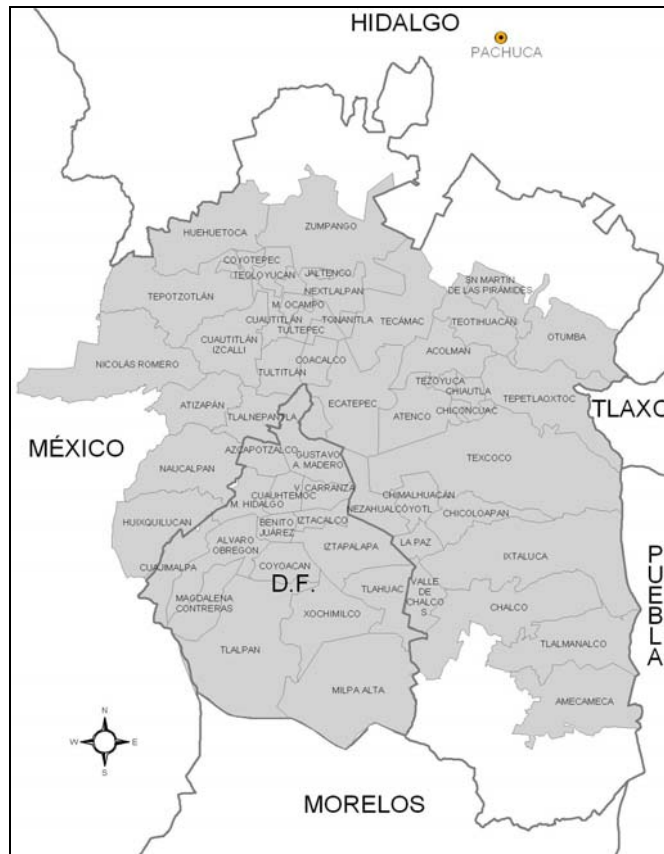 HIDALGO
PACHUCA
HUEHUETOCA
ZUMPANGO
COYOTEPEC
TEOLOYUCAN
JALTENCO
NEXTLALPAN
TEPOTZOTLÁN
M. OCAMPO
CUAUTITLÁN
TULTEPEC
TONANITLA
TECÁMAC
SN MARTIN
DE LAS PIRÁMIDES
TEOTIHUACÁN
OTUMBA
CUAUTITLÁN
IZCALLI
NICOLÁS ROMERO
COACALCO
TULTITLÁN
ACOLMAN
TEZOYUCA
CHIAUTLA
TEPETLAOXTOC
ATIZAPÁN
TLALNEPANTLA
ECATEPEC
ATENCO
CHICONCUAC
TLAXC
MÉXICO
AZCAPOTZALCO
GUSTAVO
A. MADERO
TEXCOCO
NAUCALPAN
CUAUHTEMOC
V. CARRANZA
M. HIDALGO
CHIMALHUACÁN
NEZAHUALCÓYOTL
CHICOLOAPAN
HUIXQUILUCAN
BENITO
JUÁREZ
IZTACALCO
ALVARO
OBREGON
IZTAPALAPA
LA PAZ
IXTALUCA
CUAJIMALPA
COYOACAN
D.F.
MAGDALENA
CONTRERAS
TLAHUAC
VALLE
DE
CHALCO
S
XOCHIMILCO
CHALCO
PUEBLA
TLALPAN
TLALMANALCO
MILPA ALTA
AMECAMECA
N
W
E
S
MORELOS